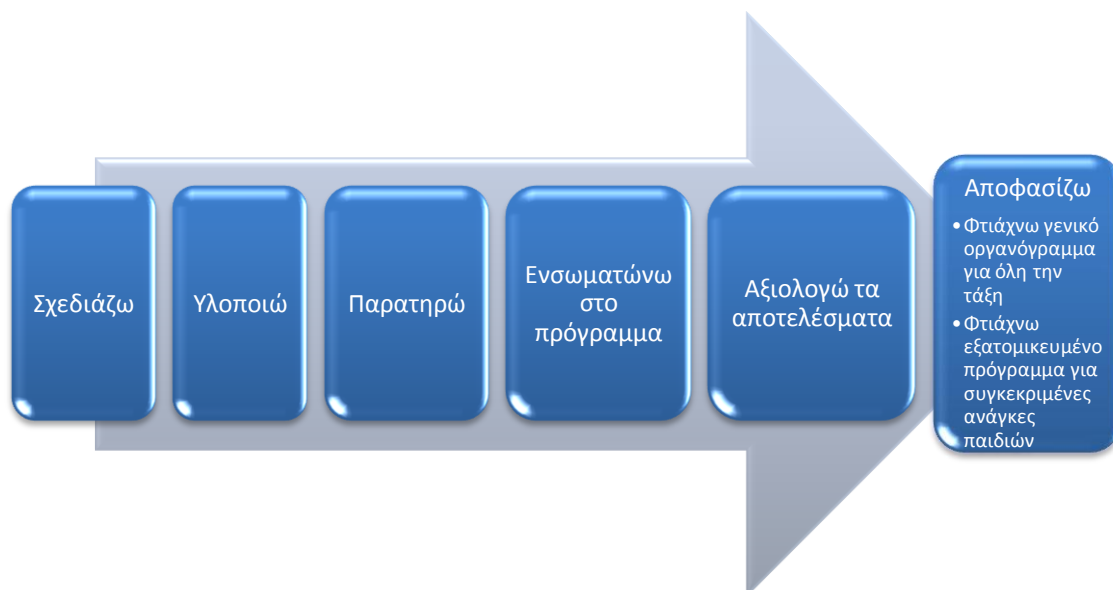 Σχεδιάζω
Υλοποιώ
Παρατηρώ
Ενσωματώνω
στο
πρόγραμμα
Αξιολογώ τα
αποτελέσματα
Αποφασίζω
•Φτιάχνω γενικό
οργανόγραμμα
για όλη την
τάξη
•Φτιάχνω
εξατομικευμένο
πρόγραμμα για
συγκεκριμένες
ανάγκες
παιδιών